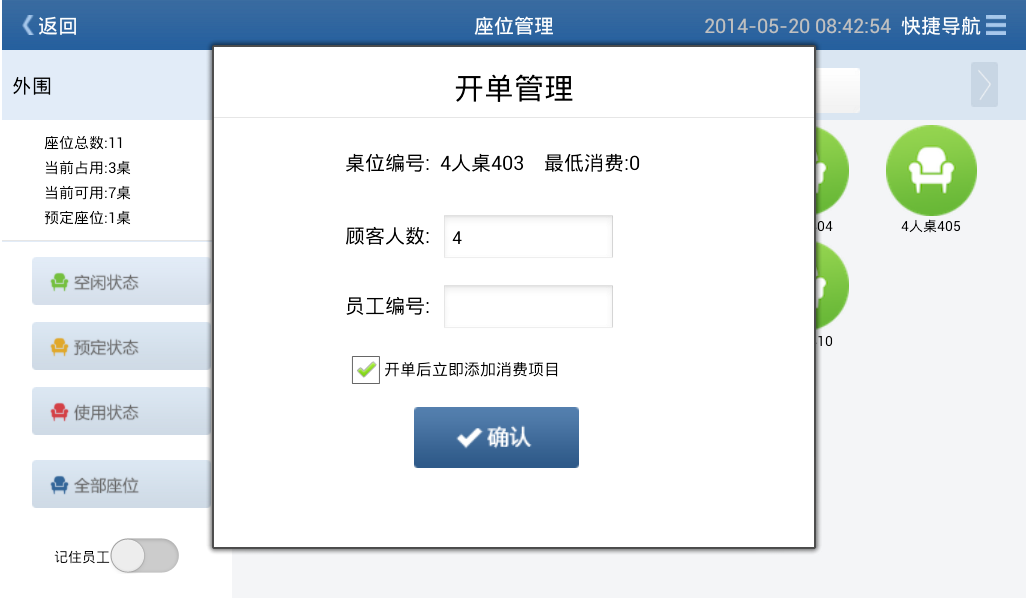 返回
座位管理
2014-05-20 08:42:54 快捷导航
外围
座位总数:11
当前占用:3桌
当前可用:7桌
预定座位:1桌
空闲状态
预定状态
使用状态
全部座位
记住员工
开单管理
桌位编号: 4人桌403 最低消费:0
顾客人数: 4
员工编号:
开单后立即添加消费项目
确认
04
4人桌405
10